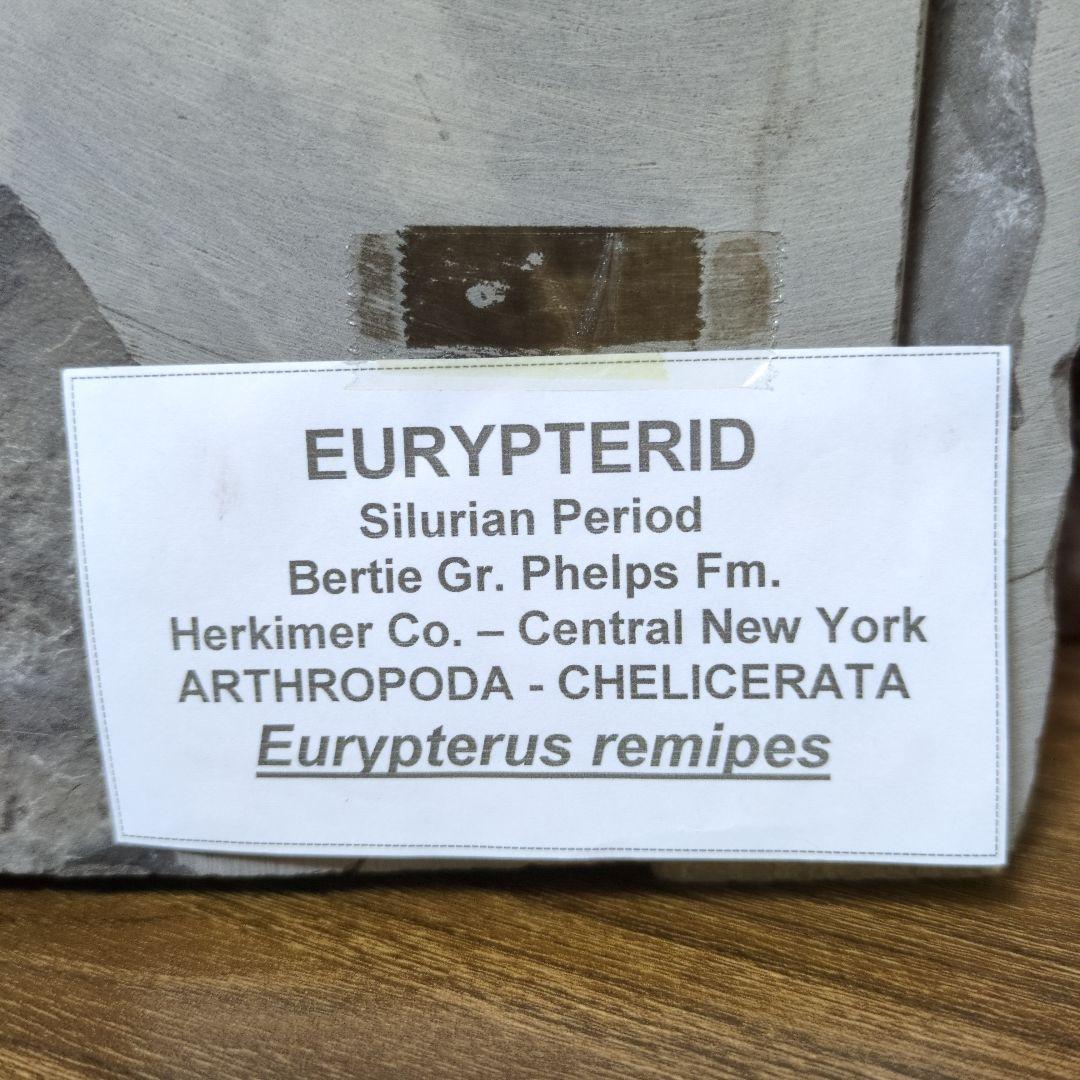 EURYPTERID
Silurian Period
Bertie Gr. Phelps Fm.
Herkimer Co. – Central New York
ARTHROPODA - CHELICERATA
Eurypterus remipes